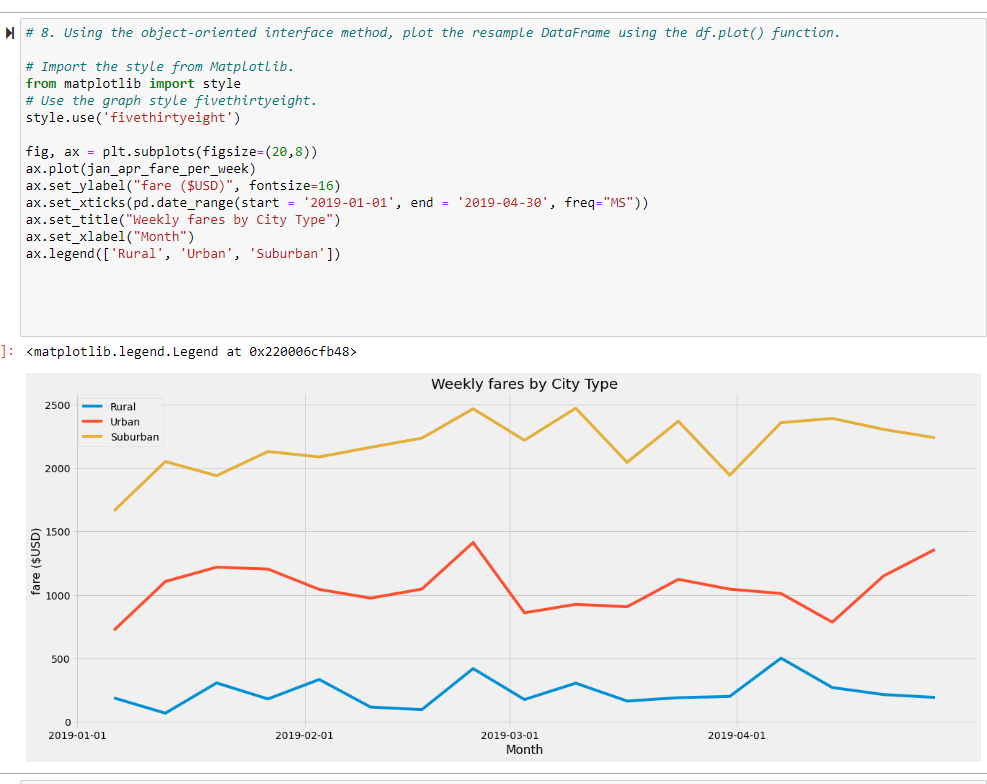 # 8. Using the object-oriented interface method, plot the resample DataFrame using the df.plot() function.
# Import the style from Matplotlib.
from matplotlib import style
# Use the graph style fivethirtyeight.
style.use('fivethirtyeight')
fig, ax = plt.subplots(figsize=(20,8))
ax.plot(jan_apr_fare_per_week)
ax.set_ylabel("fare ($USD)", fontsize=16)
ax.set_xticks(pd.date_range(start = '2019-01-01', end = '2019-04-30', freq="MS"))
ax.set_title("Weekly fares by City Type")
ax.set_xlabel("Month")
ax.legend(['Rural', 'Urban', 'Suburban'])
]: <matplotlib.legend.Legend at 0x220006cfb48>
Weekly fares by City Type
Rural
Urban
Suburban
2500
2000
1500
1000
500
0
fare ($USD)
2019-01-01 2019-02-01 2019-03-01 2019-04-01
Month